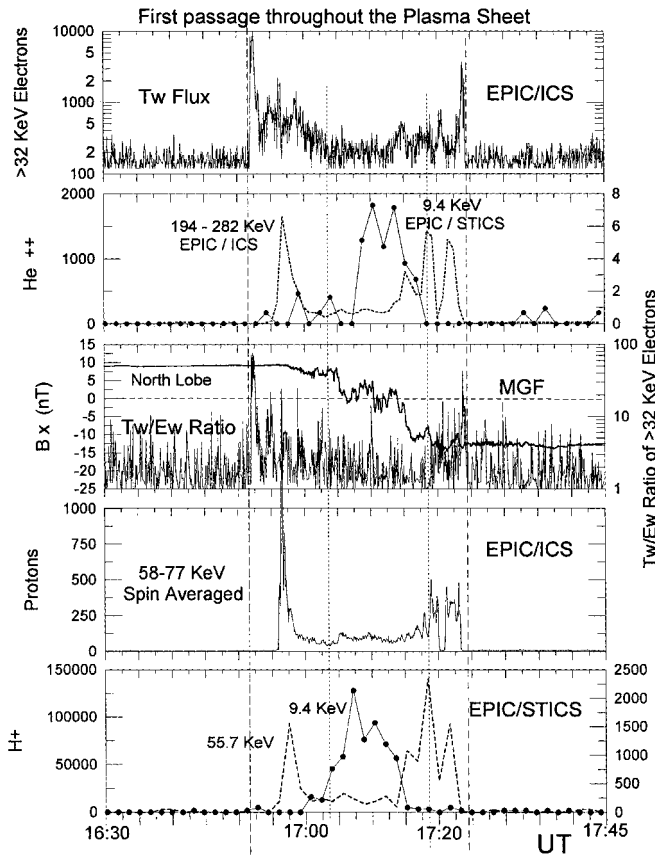 First passage throughout the Plasma Sheet
>32 KeV Electrons
10000
5
2
1000
5
2
100
Tw Flux
EPIC/ICS
He ++
2000
1000
0
194 - 282 KeV
EPIC / ICS
9.4 KeV
EPIC / STICS
8
6
4
2
0
B x (nT)
15
10
5
0
-5
-10
-15
-20
-25
North Lobe
MGF
Tw/Ew Ratio
100
10
1
Tw/Ew Ratio of >32 KeV Electrons
Protons
1000
750
500
250
0
58-77 KeV
Spin Averaged
EPIC/ICS
H+
150000
100000
50000
0
9.4 KeV
55.7 KeV
EPIC/STICS
2500
2000
1500
1000
500
0
16:30
17:00
17:20
17:45
UT